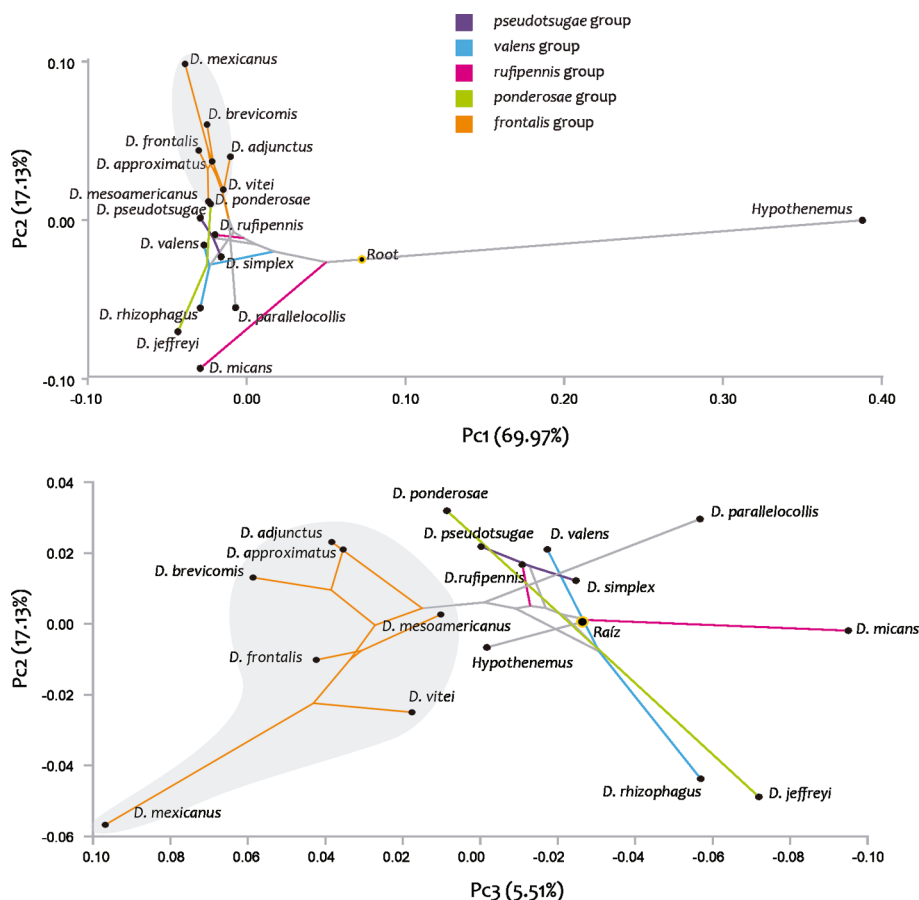 pseudotsugae group
valens group
rufipennis group
ponderosae group
frontalis group
0.10
D. mexicanus
D. brevicomis
D. frontalis
D. adjunctus
D. approximatus
D. vitei
D. mesoamericanus
D. ponderosae
D. pseudotsugae
Hypothenemus
0.00
D. rufipennis
D. valens
Root
D. simplex
D. rhizophagus
D. parallelocollis
D. jeffreyi
D. micans
-0.10
Pc2 (17.13%)
-0.10
0.00
0.10
0.20
0.30
0.40
Pc1 (69.97%)
0.04
D. ponderosae
D. parallelocollis
D. adjunctus
D. pseudotsugae
D. valens
0.02
D. approximatus
D. brevicomis
D.rufipennis
D. simplex
0.00
D. mesoamericanus
Raíz
D. micans
D. frontalis
Hypothenemus
-0.02
D. vitei
-0.04
D. rhizophagus
D. jeffreyi
D. mexicanus
-0.06
Pc2 (17.13%)
0.10
0.08
0.06
0.04
0.02
0.00
-0.02
-0.04
-0.06
-0.08
-0.10
Pc3 (5.51%)